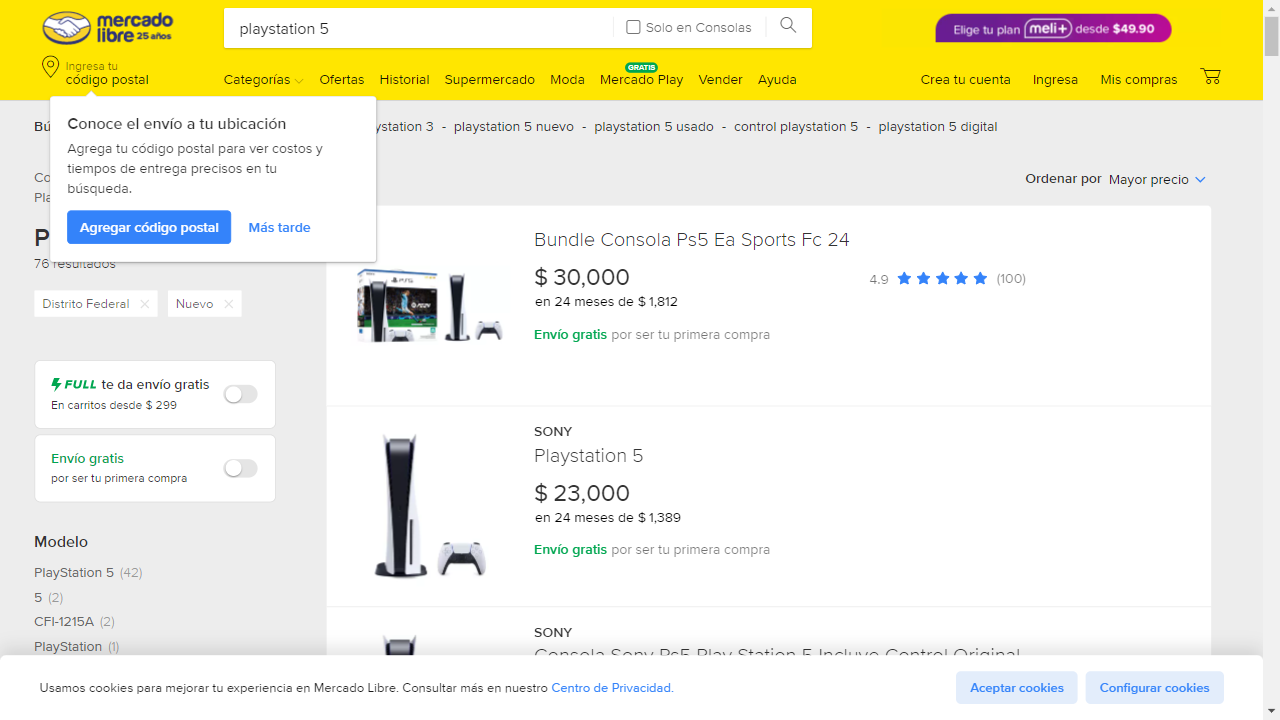 mercado
libre 25 años
playstation 5
Solo en Consolas
Elige tu plan meli+ desde $49.90
Ingresa tu
código postal
Categorías
Ofertas
Historial
Supermercado
Moda
GRATIS
Mercado Play
Vender
Ayuda
Crea tu cuenta
Ingresa
Mis compras
Conoce el envío a tu ubicación
Agrega tu código postal para ver costos y
tiempos de entrega precisos en tu
búsqueda.
Agregar código postal
Más tarde
3 - playstation 5 nuevo - playstation 5 usado - control playstation 5 - playstation 5 digital
Ordenar por Mayor precio
76 resultados
Distrito Federal
Nuevo
FULL te da envío gratis
En carritos desde $ 299
Envío gratis
por ser tu primera compra
Modelo
PlayStation 5 (42)
5 (2)
CFI-1215A (2)
PlayStation (1)
Bundle Consola Ps5 Ea Sports Fc 24
$ 30,000
en 24 meses de $ 1,812
Envío gratis por ser tu primera compra
4.9 (100)
SONY
Playstation 5
$ 23,000
en 24 meses de $ 1,389
Envío gratis por ser tu primera compra
SONY
Consola Sony Ps5 Play Station 5 Incluye Control Original
Usamos cookies para mejorar tu experiencia en Mercado Libre. Consultar más en nuestro Centro de Privacidad.
Aceptar cookies
Configurar cookies